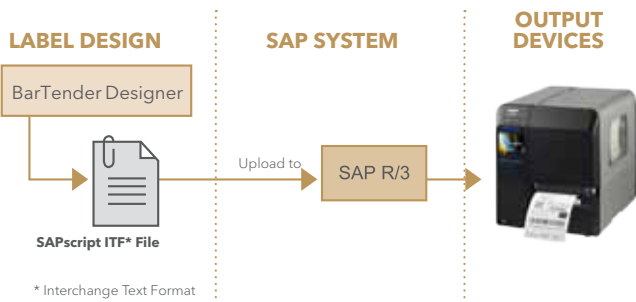 LABEL DESIGN
SAP SYSTEM
OUTPUT
DEVICES
BarTender Designer
Upload to
SAP R/3
SAPscript ITF* File
* Interchange Text Format